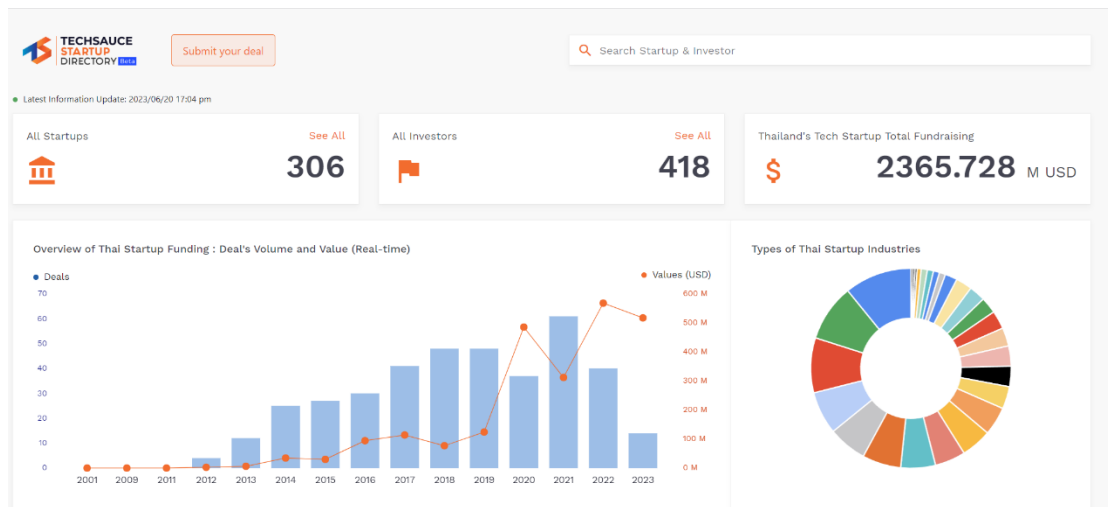 TECHSAUCE
STARTUP
DIRECTORY Beta
Submit your deal
Search Startup & Investor
Latest Information Update: 2023/06/20 17:04 pm
All Startups
See All
306
All Investors
See All
418
Thailand's Tech Startup Total Fundraising
$
2365.728 M USD
Overview of Thai Startup Funding : Deal's Volume and Value (Real-time)
Deals
Values (USD)
70
60
50
40
30
20
10
0
600 M
500 M
400 M
300 M
200 M
100 M
0 M
2001 2009 2011 2012 2013 2014 2015 2016 2017 2018 2019 2020 2021 2022 2023
Types of Thai Startup Industries